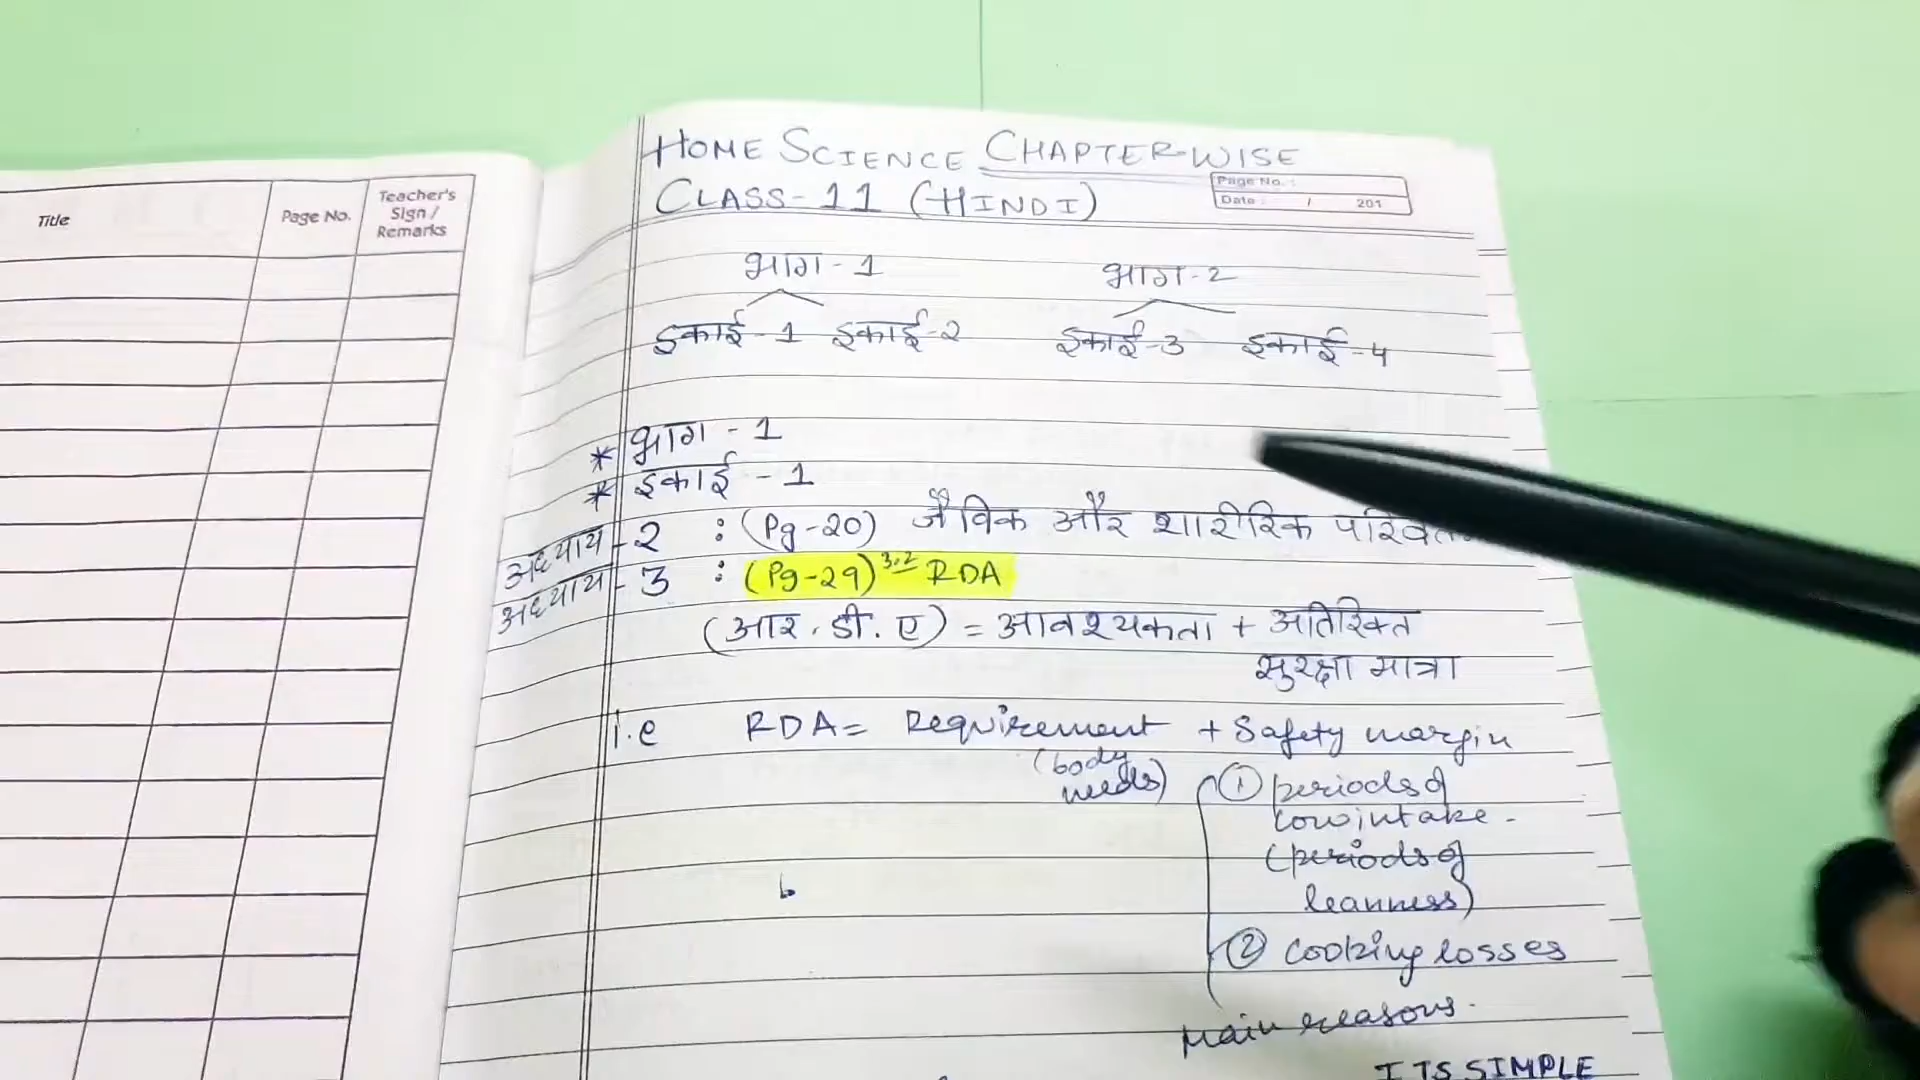 Title
Page No.
Teacher's
Sign /
Remarks
HOME SCIENCE CHAPTER-WISE
CLASS-11 (HINDI)
Page No. :
Date : / 201
भाग-1 भाग-2
इकाई-1 इकाई-2 इकाई-3 इकाई-4
* भाग-1
* इकाई-1
अध्याय-2 : (Pg-20) जैविक और शारीरिक
अध्याय-3 : (Pg-29) 3.2 RDA
(आर.डी.ए) = आवश्यकता + अतिरिक्त
सुरक्षा मात्रा
i.e RDA= Requirement + Safety margin
(body
needs)
① periods of
low intake -
(periods of
leanness)
② cooking losses
Main reasons.
ITS SIMPLE